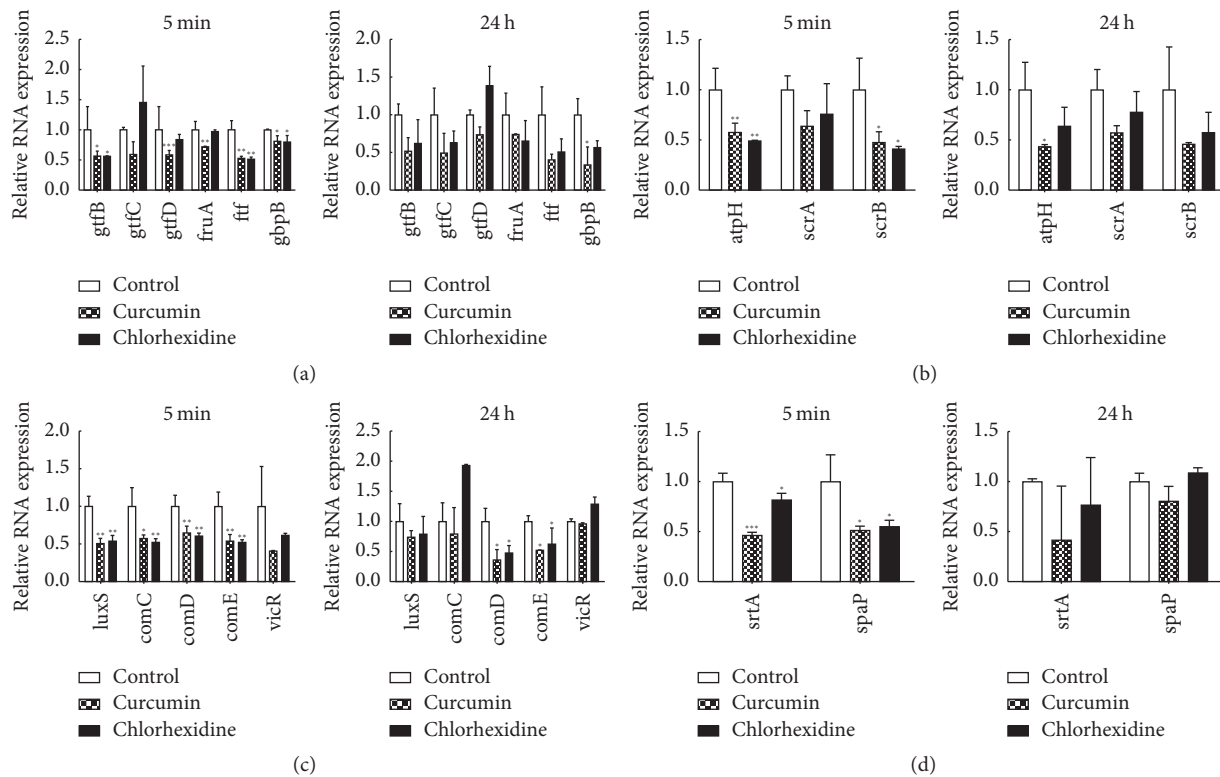 5 min
Relative RNA expression
2.5
2.0
1.5
1.0
0.5
0.0
* * *** ** ** ** * *
gtfB gtfC gtfD fruA ftf gbpB
Control
Curcumin
Chlorhexidine
24 h
Relative RNA expression
2.5
2.0
1.5
1.0
0.5
0.0
*
gtfB gtfC gtfD fruA ftf gbpB
Control
Curcumin
Chlorhexidine
(a)
5 min
Relative RNA expression
1.5
1.0
0.5
0.0
** ** * *
atpH scrA scrB
Control
Curcumin
Chlorhexidine
24 h
Relative RNA expression
1.5
1.0
0.5
0.0
*
atpH scrA scrB
Control
Curcumin
Chlorhexidine
(b)
5 min
Relative RNA expression
2.0
1.5
1.0
0.5
0.0
** ** * ** ** ** ** **
luxS comC comD comE vicR
Control
Curcumin
Chlorhexidine
24 h
Relative RNA expression
2.5
2.0
1.5
1.0
0.5
0.0
* * * *
luxS comC comD comE vicR
Control
Curcumin
Chlorhexidine
(c)
5 min
Relative RNA expression
1.5
1.0
0.5
0.0
*** * * *
srtA spaP
Control
Curcumin
Chlorhexidine
24 h
Relative RNA expression
1.5
1.0
0.5
0.0
srtA spaP
Control
Curcumin
Chlorhexidine
(d)